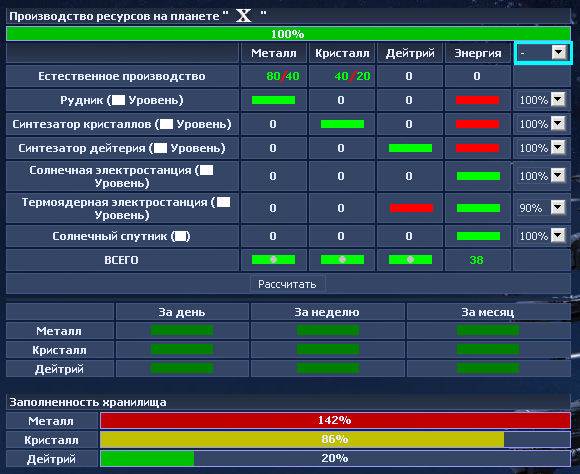 Производство ресурсов на планете " X "
100%
Металл Кристалл Дейтрий Энергия -
Естественное производство 80/40 40/20 0 0
Рудник ( Уровень) 0 0 100%
Синтезатор кристаллов ( Уровень) 0 0 100%
Синтезатор дейтерия ( Уровень) 0 0 100%
Солнечная электростанция (
Уровень) 0 0 0 100%
Термоядерная электростанция (
Уровень) 0 0 90%
Солнечный спутник ( ) 0 0 0 100%
ВСЕГО 38
Рассчитать
За день За неделю За месяц
Металл
Кристалл
Дейтрий
Заполненность хранилища
Металл 142%
Кристалл 86%
Дейтрий 20%